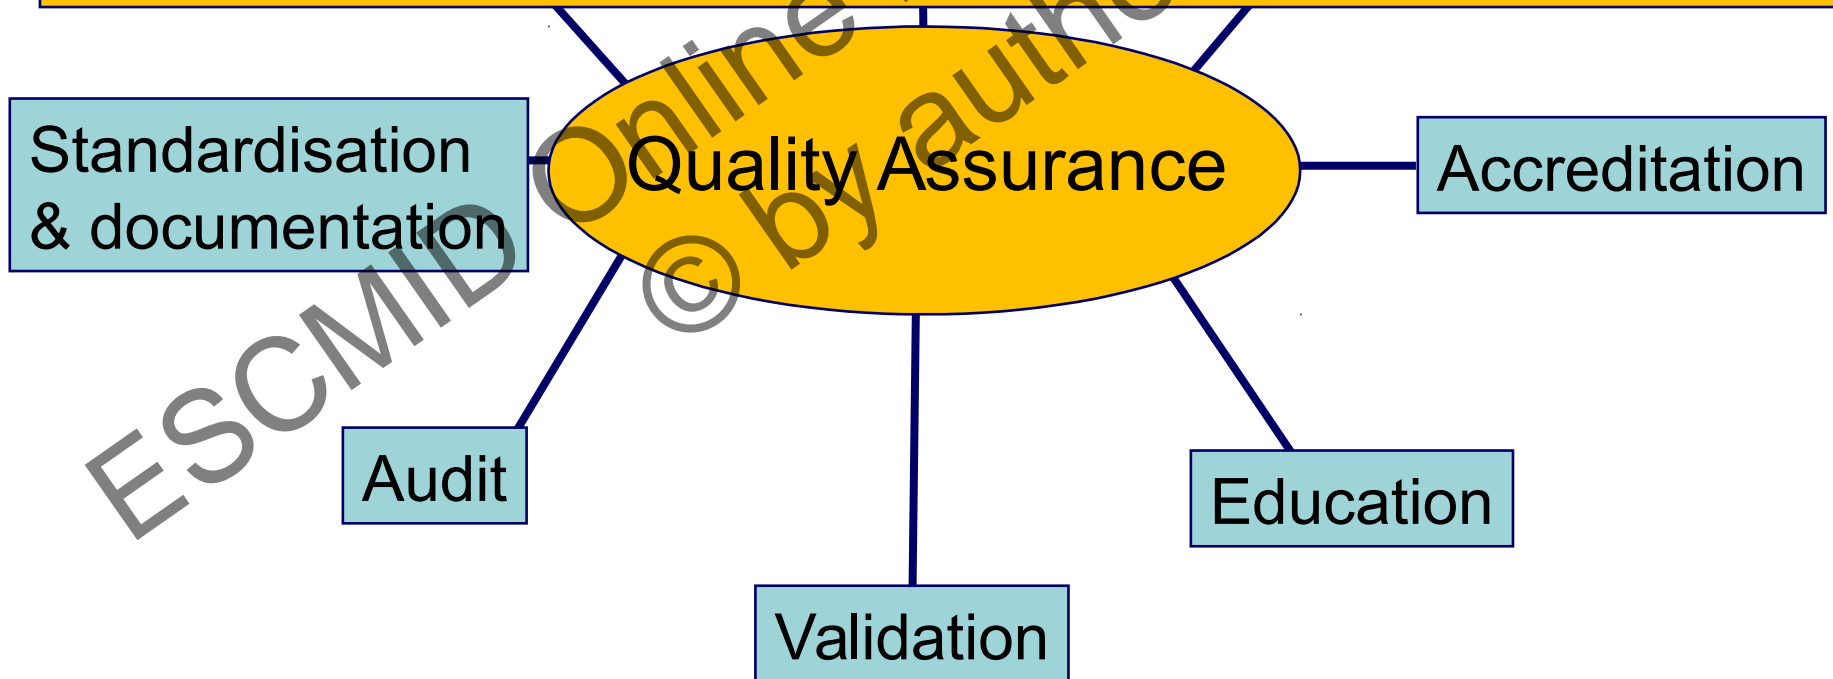 Standardisation
& documentation
Quality Assurance
Accreditation
Audit
Education
Validation
ESCMID Online
© by auth